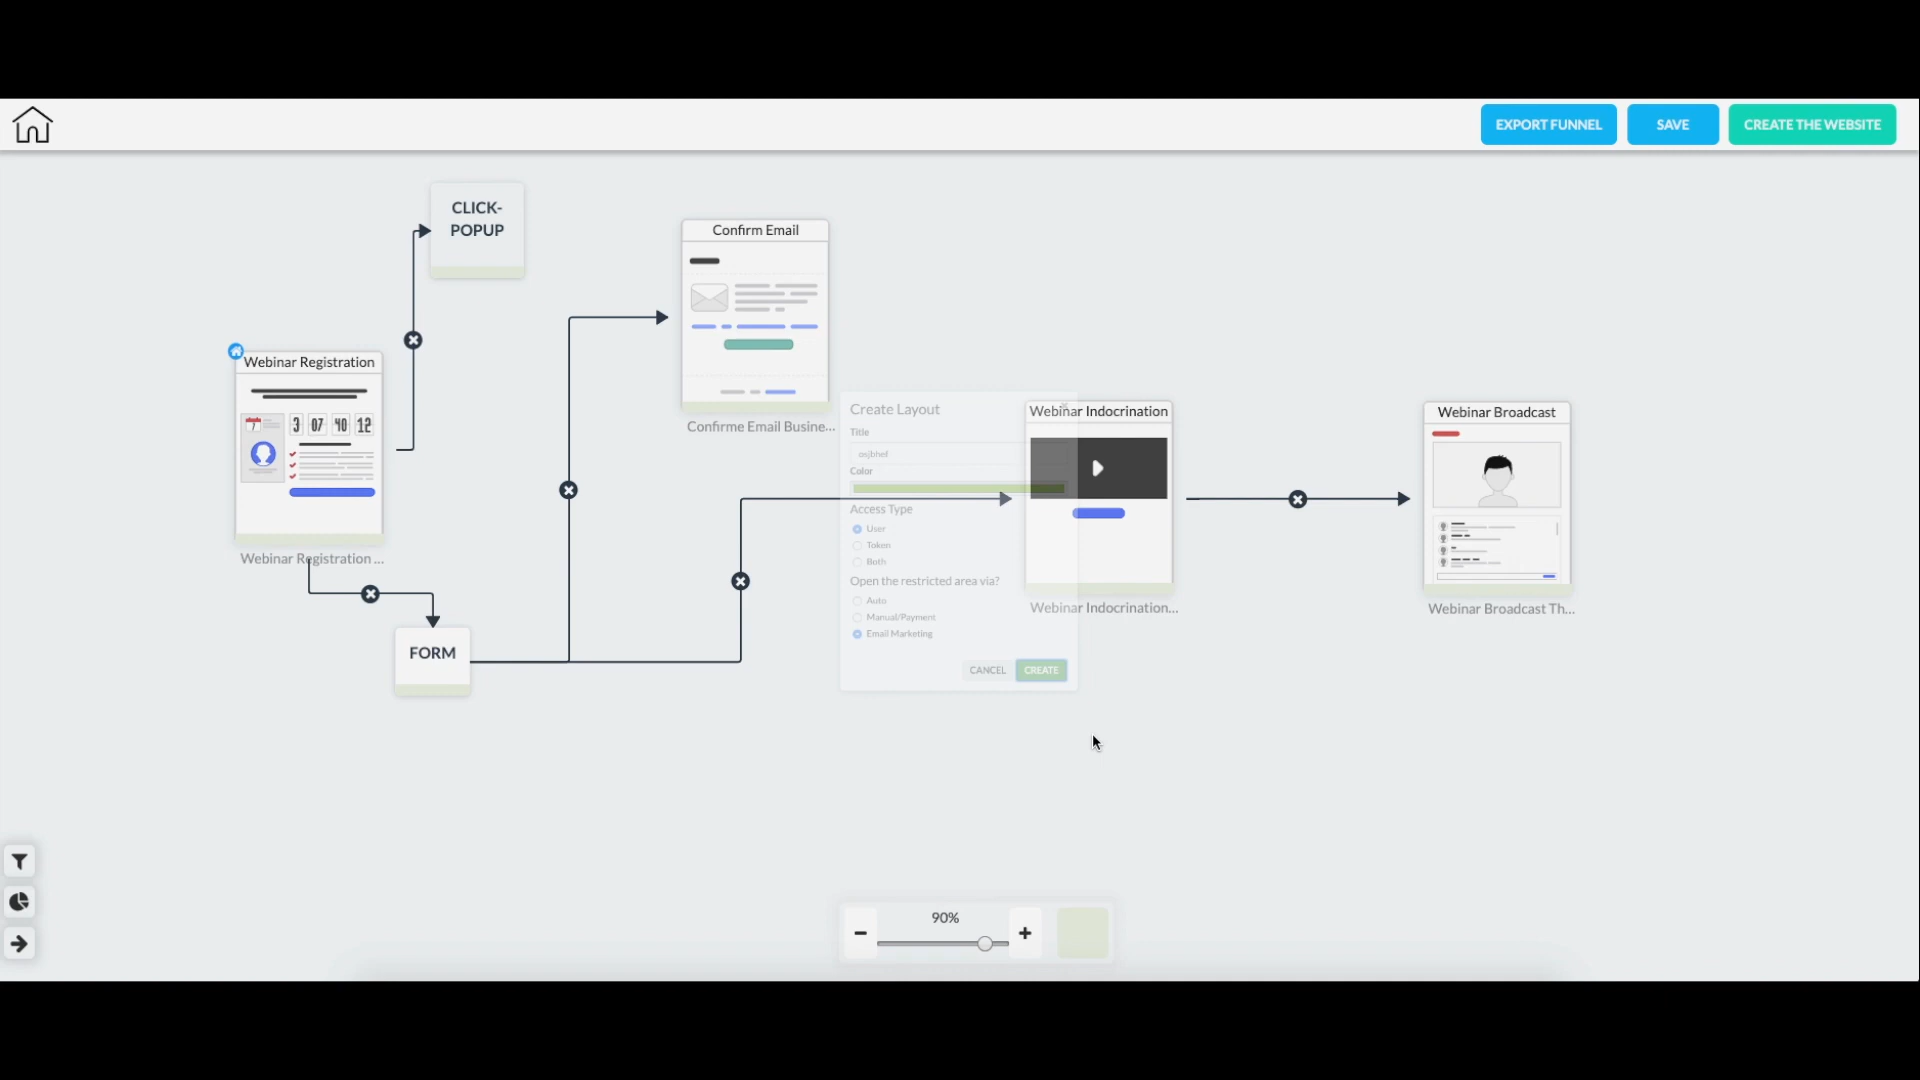 EXPORT FUNNEL
SAVE
CREATE THE WEBSITE
CLICK-
POPUP
Confirm Email
Confirme Email Busine...
Webinar Registration
3 07 40 12
7
Webinar Registration ...
FORM
Create Layout
Title
osjbhef
Color
Access Type
User
Token
Both
Open the restricted area via?
Auto
Manual/Payment
Email Marketing
CANCEL
CREATE
Webinar Indocrination
Webinar Indocrination...
Webinar Broadcast
Webinar Broadcast Th...
90%